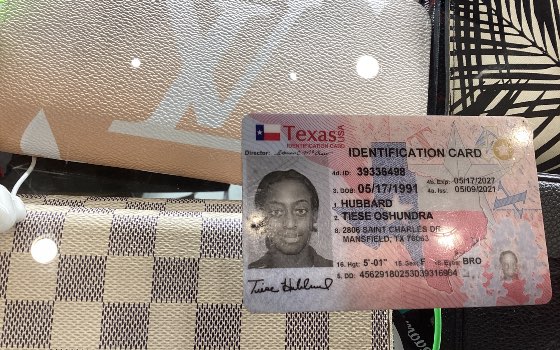 LV
Texas USA
IDENTIFICATION CARD
Director:
IDENTIFICATION CARD
4d. ID: 39336498
4b. Exp: 05/17/2027
3. DOB: 05/17/1991
4a. Iss: 05/09/2021
1. HUBBARD
2. TIESE OSHUNDRA
8. 2806 SAINT CHARLES DR
MANSFIELD, TX 76063
16. Hgt: 5'-01" 15. Sex: F 18. Eyes: BRO
5. DD: 45629180253039316984
Tiese Hubbard